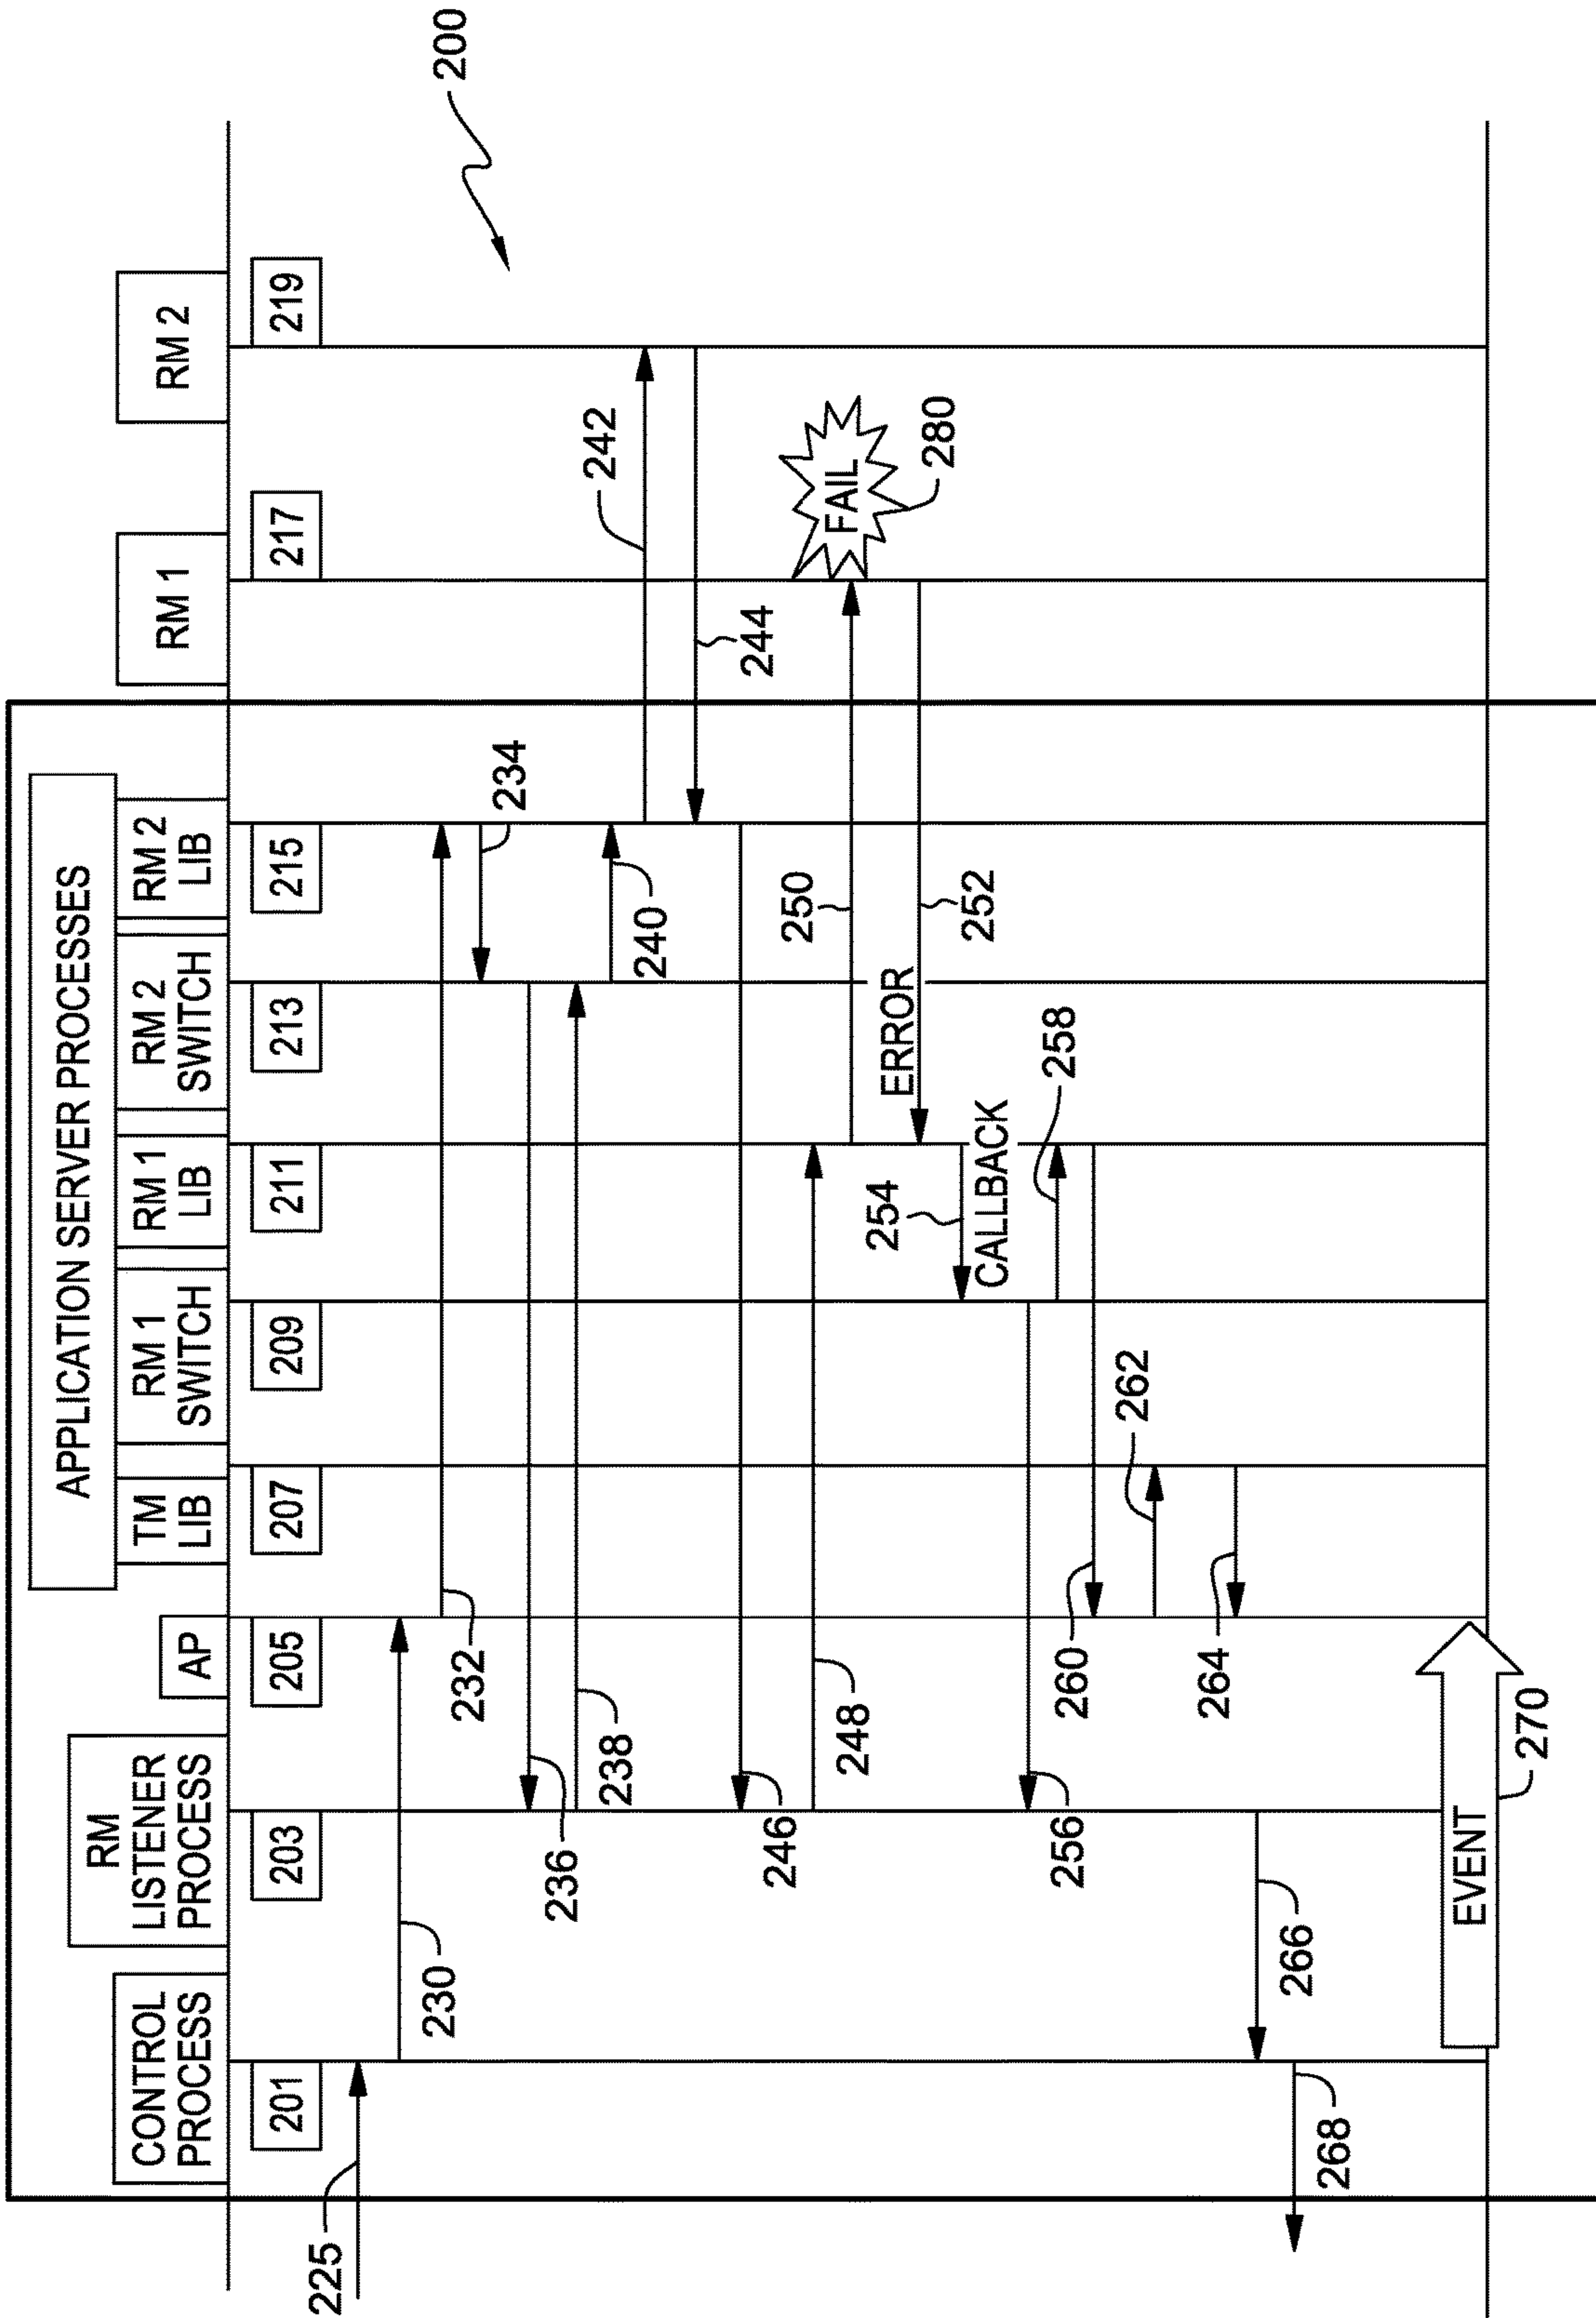 APPLICATION SERVER PROCESSES
CONTROL
PROCESS
RM
LISTENER
PROCESS
AP
TM
LIB
RM 1
SWITCH
RM 1
LIB
RM 2
SWITCH
RM 2
LIB
RM 1
RM 2
201
203
205
207
209
211
213
215
217
219
200
225
230
232
234
236
238
240
242
244
246
248
250
FAIL
280
ERROR
252
254
CALLBACK
256
258
260
262
264
266
268
EVENT
270